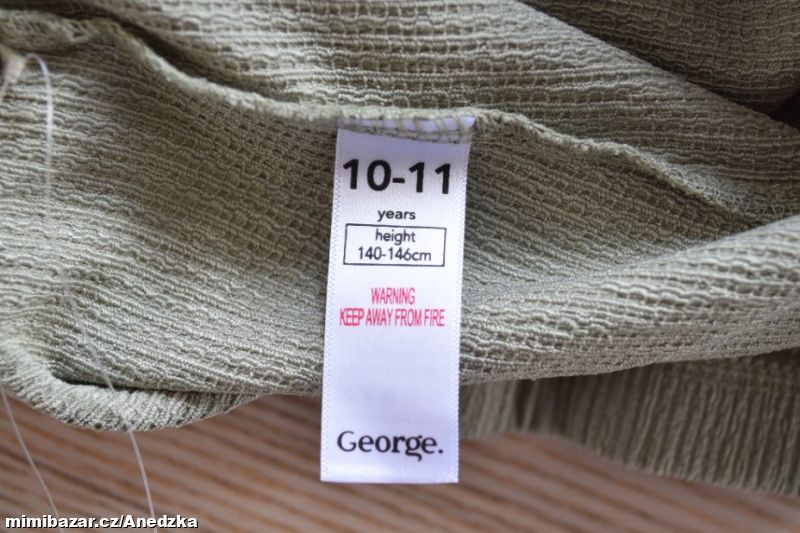 10-11
years
height
140-146cm
WARNING
KEEP AWAY FROM FIRE
George.
mimibazar.cz/Anedzka